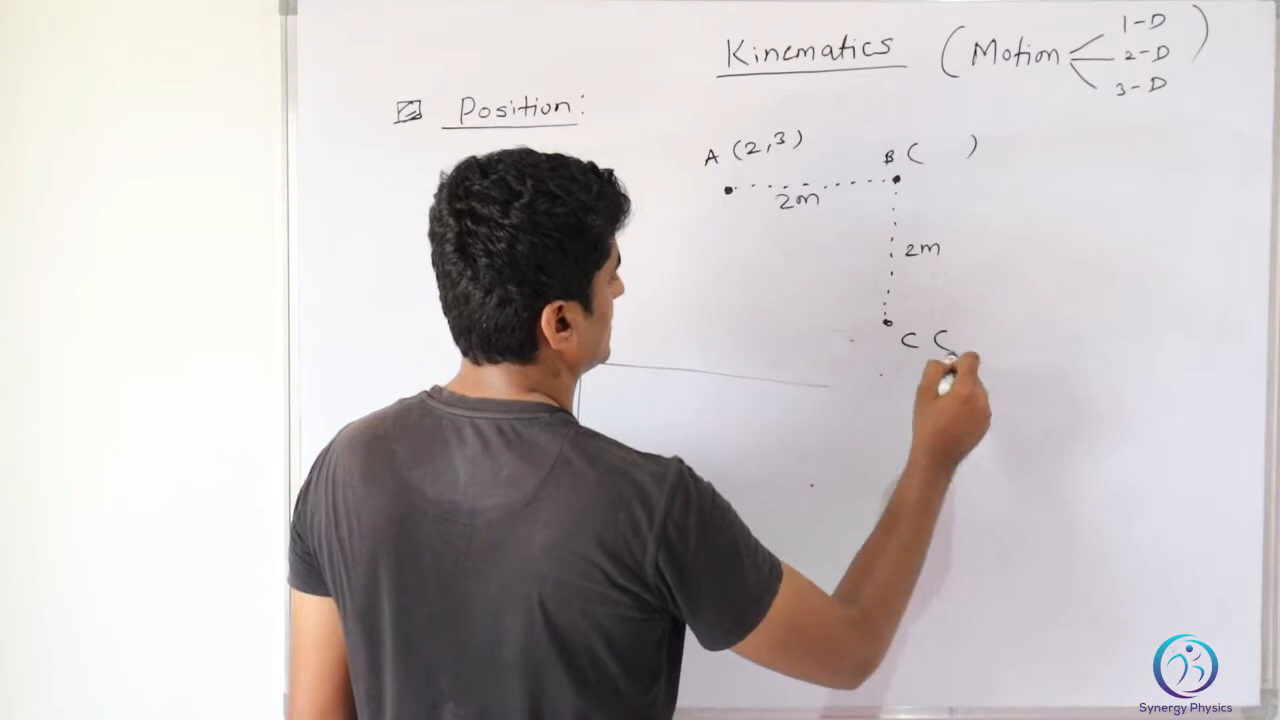 Kinematics (Motion 1-D
2-D
3-D)
Position:
A (2,3)
B ( )
2m
2m
C (
Synergy Physics